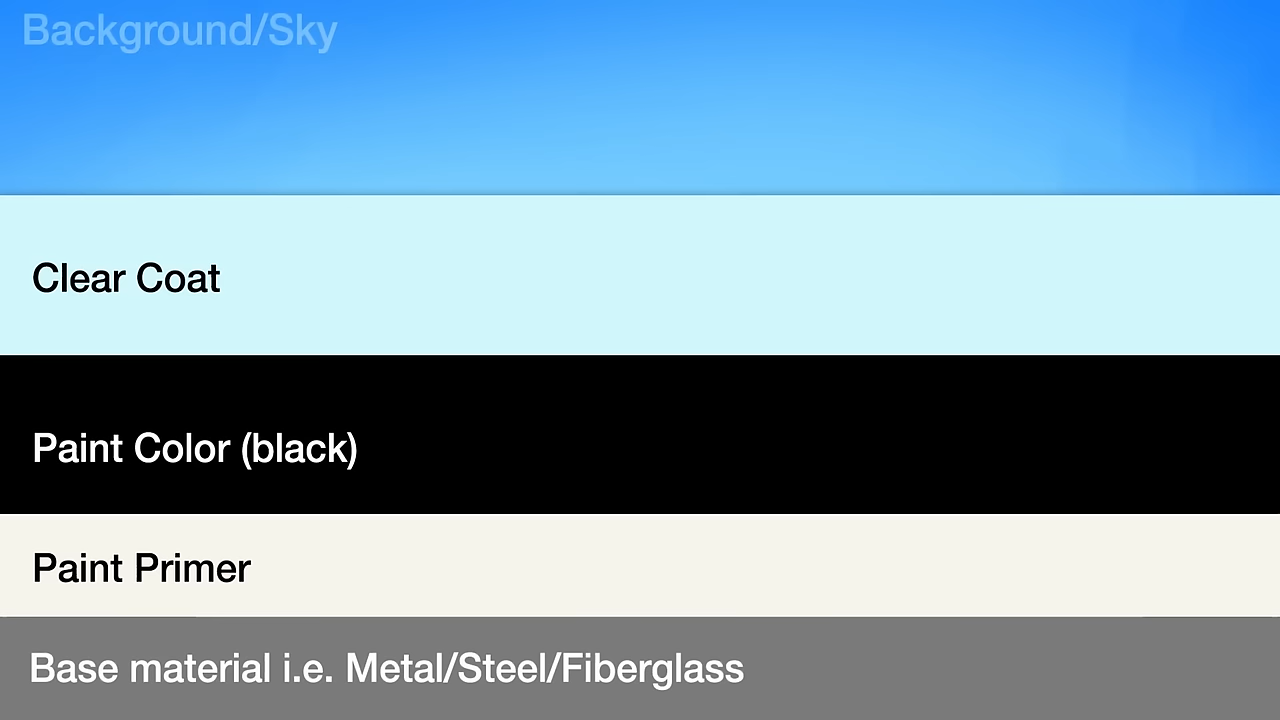 Background/Sky
Clear Coat
Paint Color (black)
Paint Primer
Base material i.e. Metal/Steel/Fiberglass